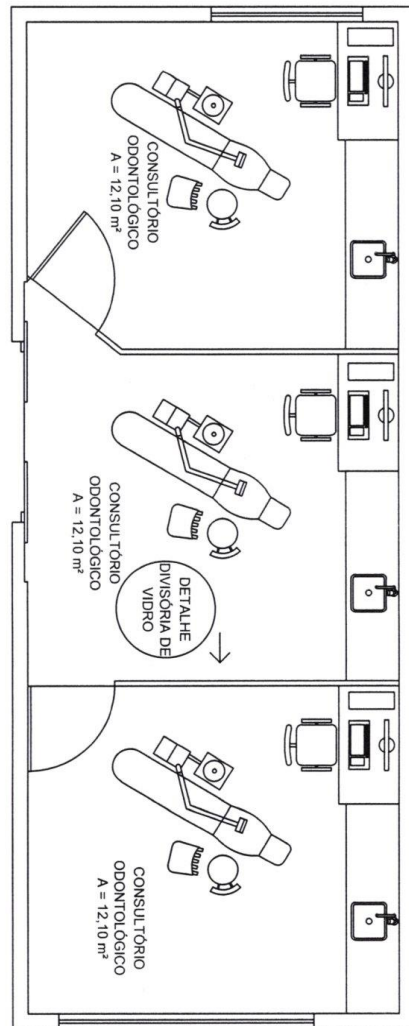 CONSULTÓRIO
ODONTOLÓGICO
A = 12,10 m²
CONSULTÓRIO
ODONTOLÓGICO
A = 12,10 m²
DETALHE
DIVISÓRIA DE
VIDRO
CONSULTÓRIO
ODONTOLÓGICO
A = 12,10 m²